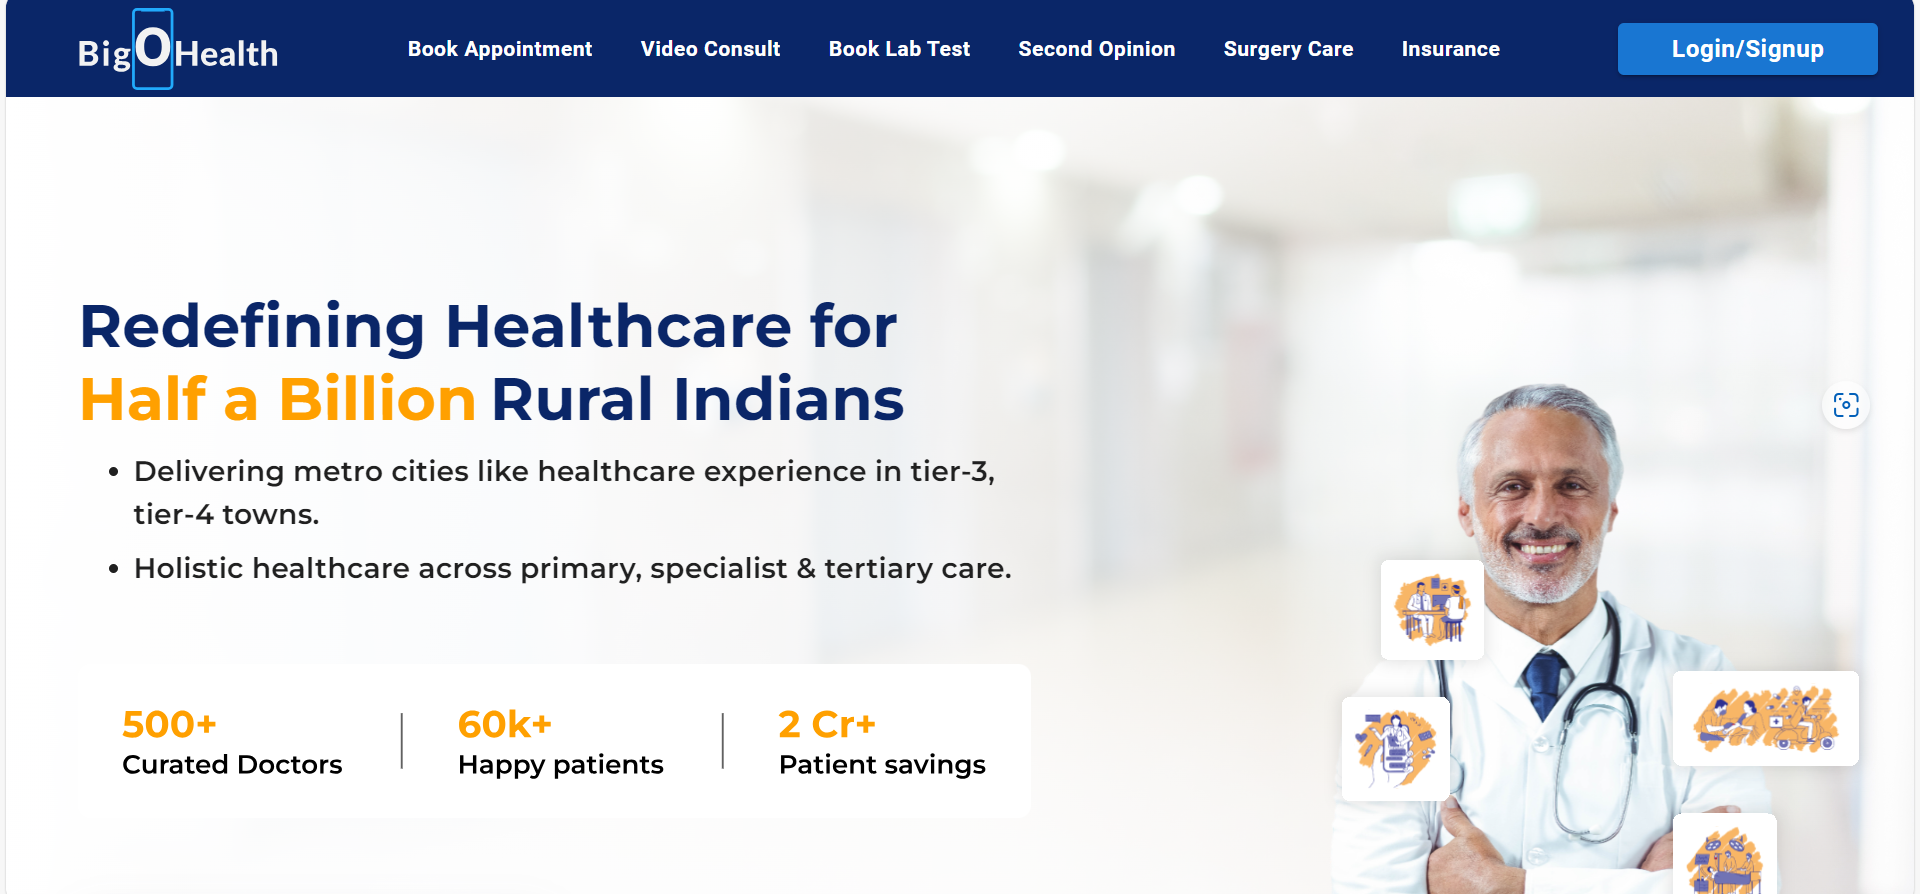 BigOHealth
Book Appointment
Video Consult
Book Lab Test
Second Opinion
Surgery Care
Insurance
Login/Signup
Redefining Healthcare for
Half a Billion Rural Indians
• Delivering metro cities like healthcare experience in tier-3,
tier-4 towns.
• Holistic healthcare across primary, specialist & tertiary care.
500+
Curated Doctors
60k+
Happy patients
2 Cr+
Patient savings